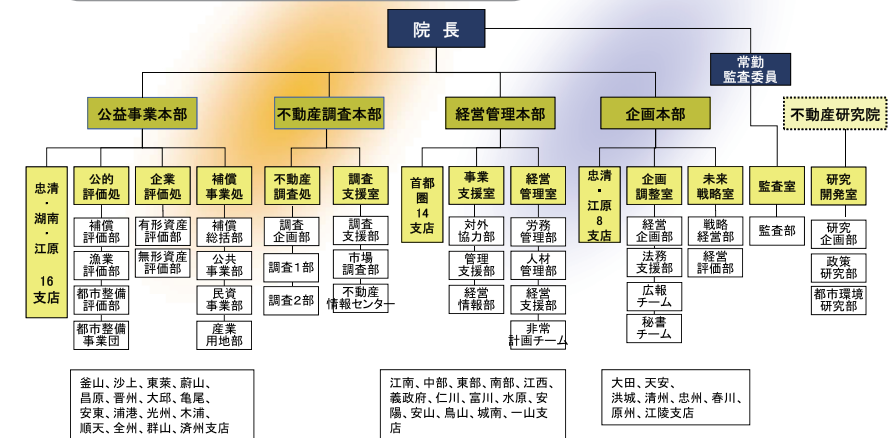 院 長
常勤
監査委員
公益事業本部
不動産調査本部
経営管理本部
企画本部
不動産研究院
忠清
・
湖南
・
江原
16
支店
公的
評価処
企業
評価処
補償
事業処
不動産
調査処
調査
支援室
首都
圏
14
支店
事業
支援室
経営
管理室
忠清
・
江原
8
支店
企画
調整室
未来
戦略室
監査室
研究
開発室
補償
評価部
漁業
評価部
都市整備
評価部
都市整備
事業団
有形資産
評価部
無形資産
評価部
補償
総括部
公共
事業部
民資
事業部
産業
用地部
調査
企画部
調査1部
調査2部
調査
支援部
市場
調査部
不動産
情報センター
対外
協力部
管理
支援部
経営
情報部
労務
管理部
人材
管理部
経営
支援部
非常
計画チーム
経営
企画部
法務
支援部
広報
チーム
秘書
チーム
戦略
経営部
経営
評価部
監査部
研究
企画部
政策
研究部
都市環境
研究部
釜山、沙上、東莱、蔚山、
昌原、晋州、大邱、亀尾、
安東、浦港、光州、木浦、
順天、全州、群山、済州支店
江南、中部、東部、南部、江西、
義政府、仁川、富川、水原、安
陽、安山、烏山、城南、一山支
店
大田、天安、
洪城、清州、忠州、春川、
原州、江陵支店